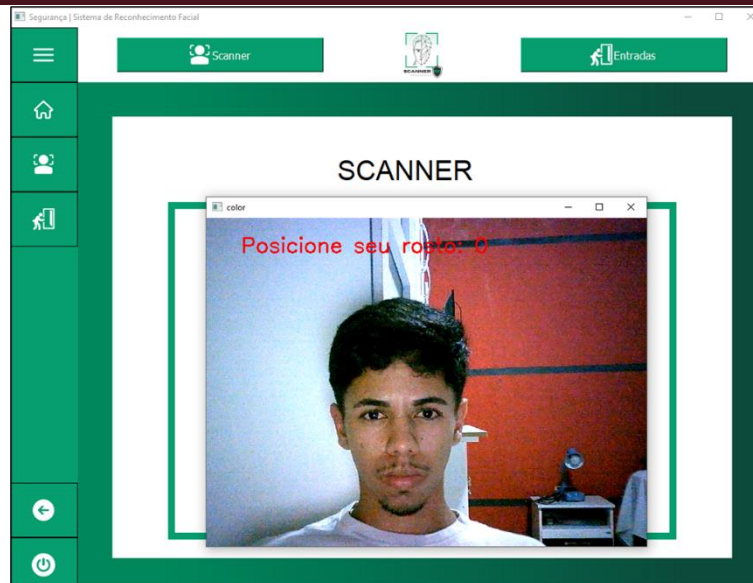 Segurança | Sistema de Reconhecimento Facial
Scanner
SCANNER
Entradas
SCANNER
color
Posicione seu rosto: 0